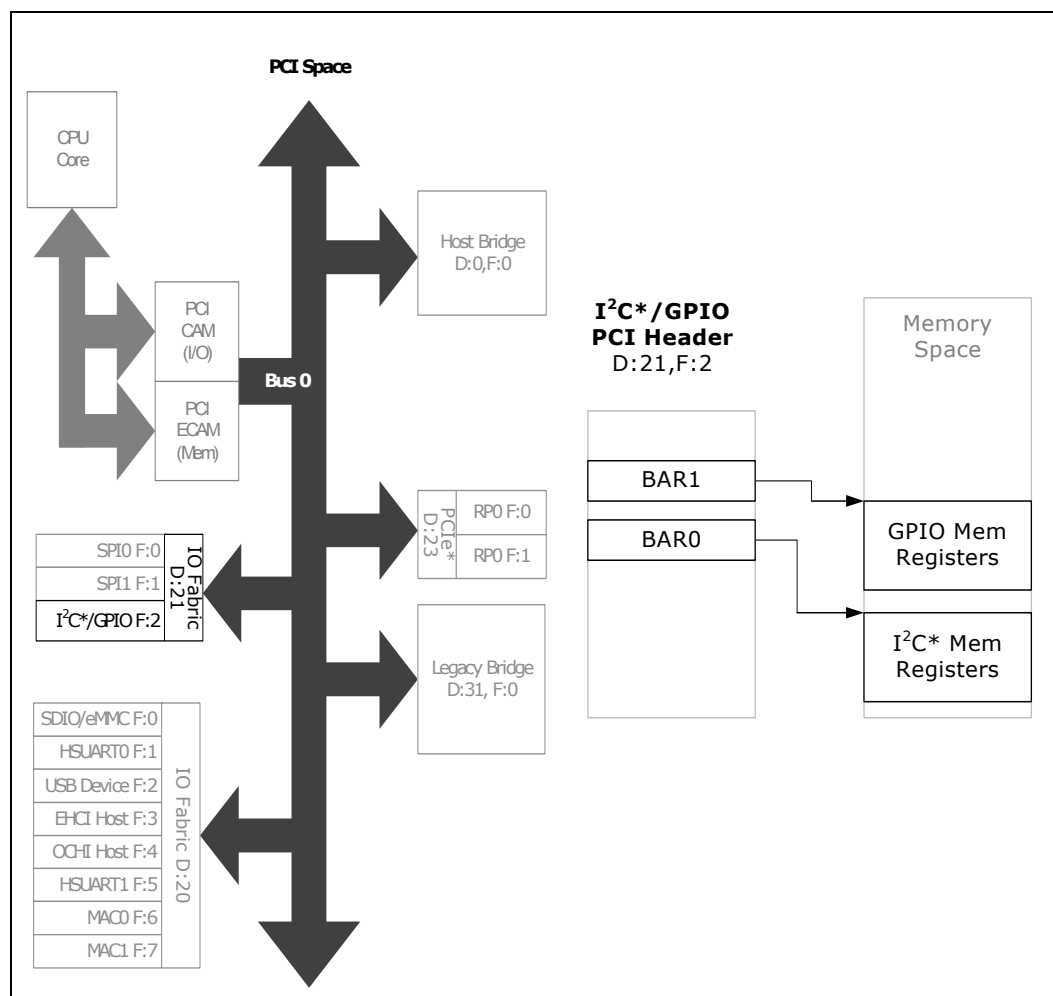 PCI Space
CPU
Core
Host Bridge
D:0,F:0
PCI
CAM
(I/O)
Bus 0
PCI
ECAM
(Mem)
I²C*/GPIO
PCI Header
D:21,F:2
Memory
Space
BAR1
BAR0
GPIO Mem
Registers
I²C* Mem
Registers
PCIe*
D:23
RP0 F:0
RP0 F:1
SPI0 F:0
SPI1 F:1
I²C*/GPIO F:2
IO Fabric
D:21
Legacy Bridge
D:31, F:0
SDIO/eMMC F:0
HSUART0 F:1
USB Device F:2
EHCI Host F:3
OCHI Host F:4
HSUART1 F:5
MAC0 F:6
MAC1 F:7
IO Fabric D:20